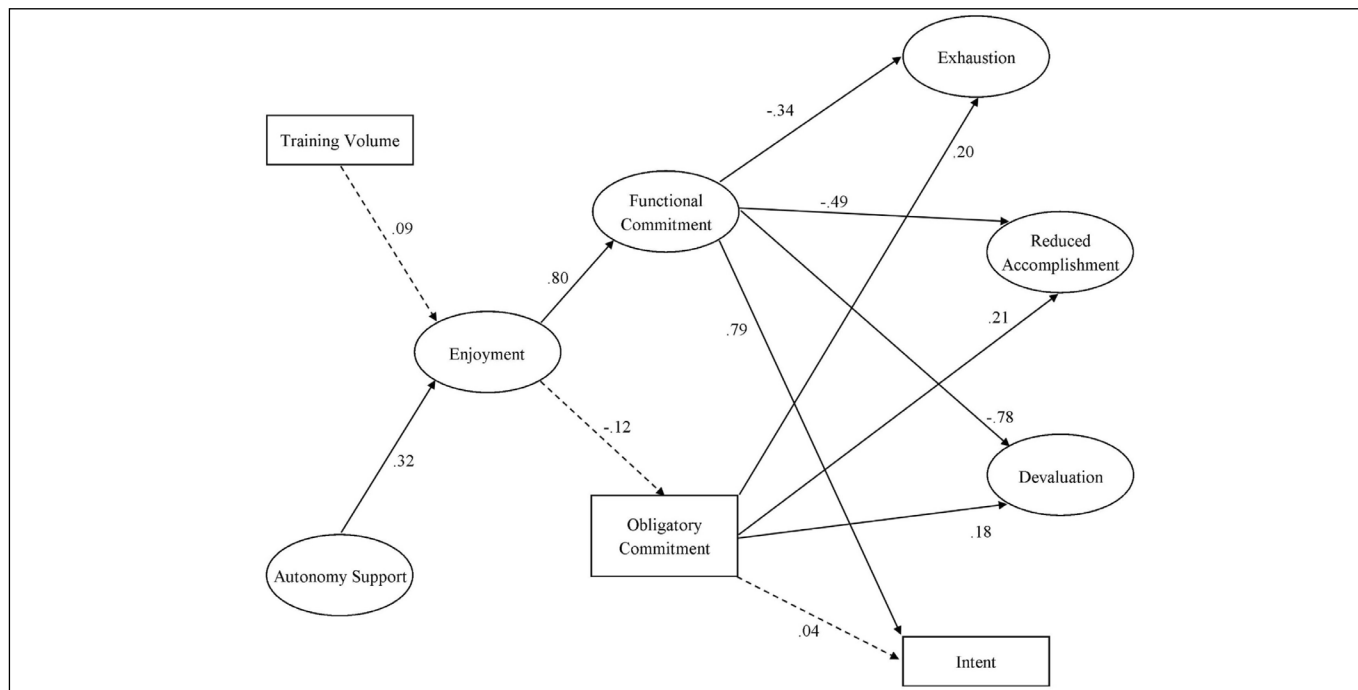 Exhaustion
-.34
Training Volume
.20
Functional
Commitment
-.49
.09
Reduced
Accomplishment
.80
.79
.21
Enjoyment
-.12
-.78
.32
Devaluation
Obligatory
Commitment
.18
Autonomy Support
.04
Intent